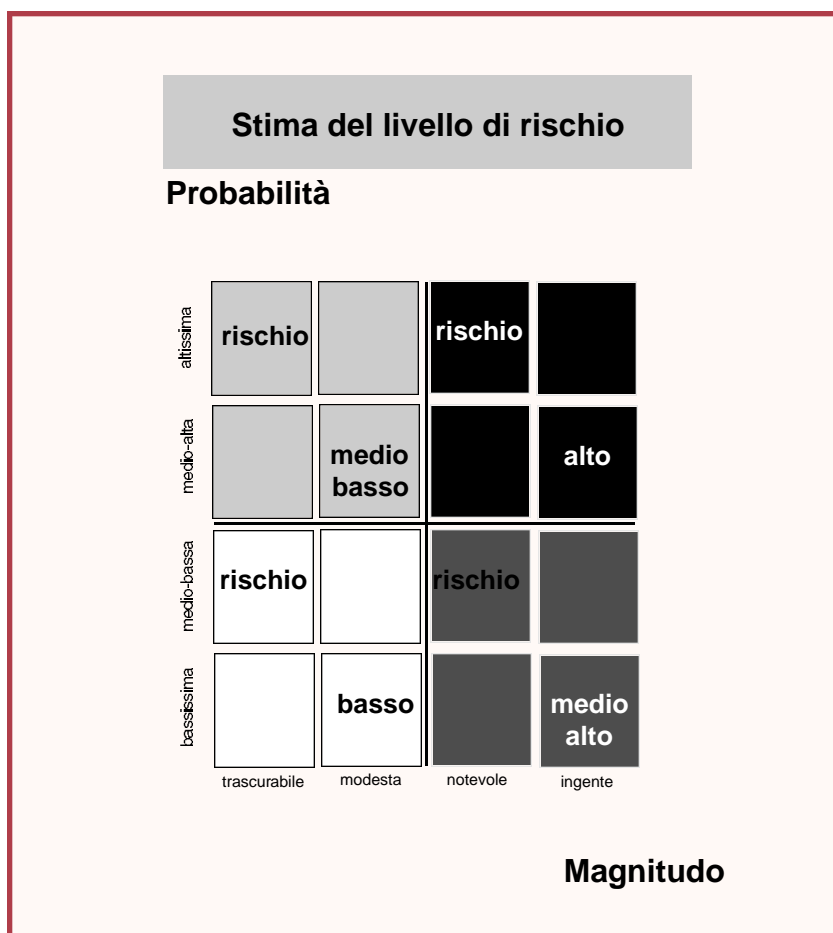 Stima del livello di rischio
Probabilità
altissima
rischio
rischio
medio-alta
medio
basso
alto
medio-bassa
rischio
rischio
bassissima
basso
medio
alto
trascurabile
modesta
notevole
ingente
Magnitudo